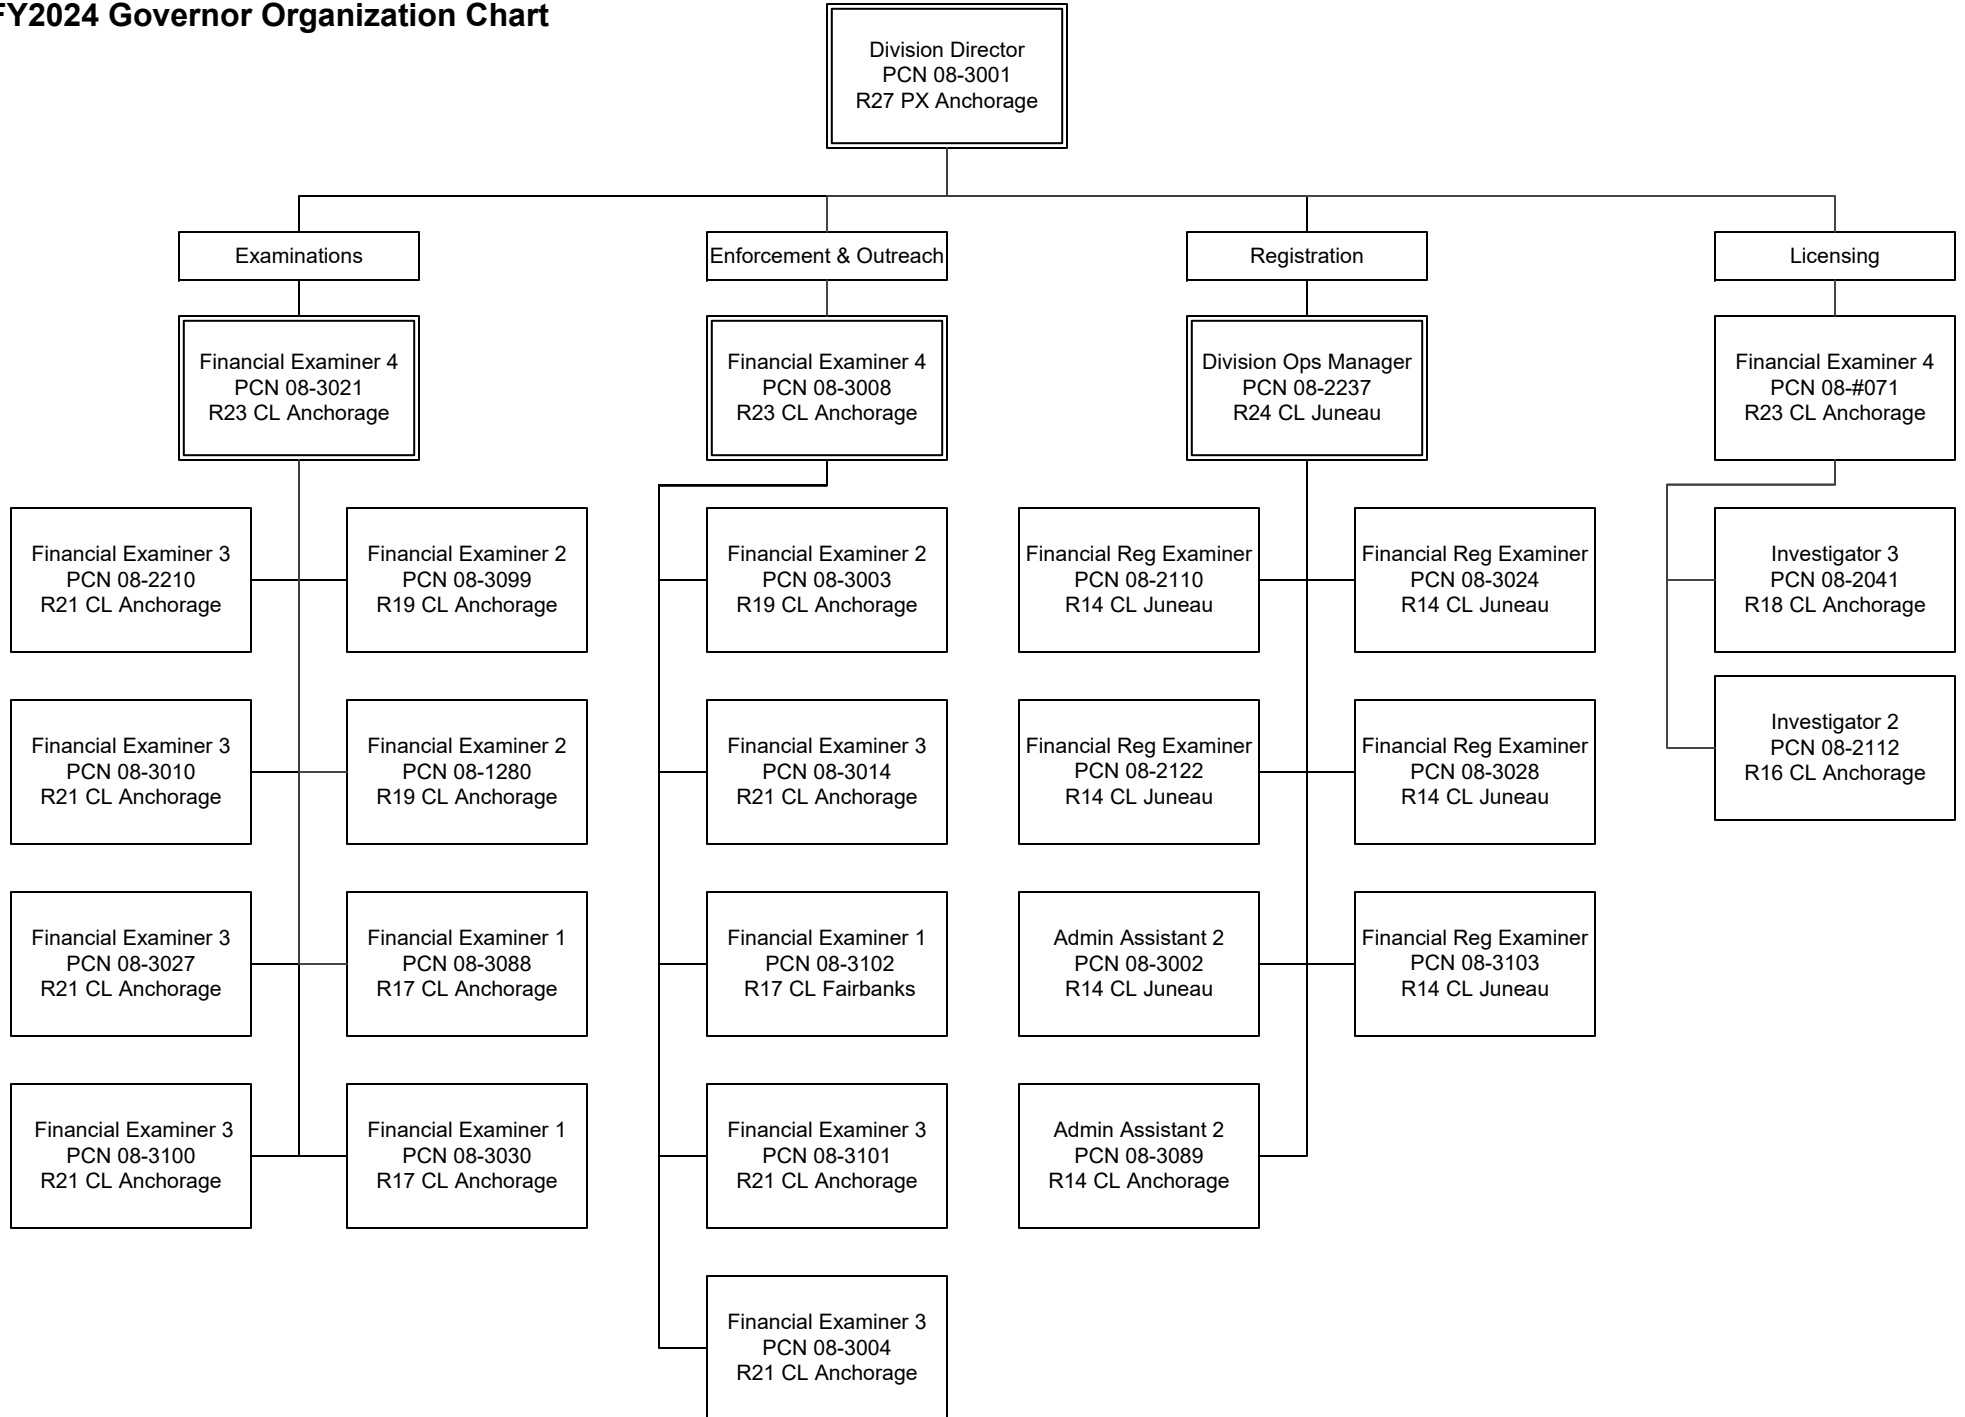 FY2024 Governor Organization Chart
Division Director
PCN 08-3001
R27 PX Anchorage
Examinations
Enforcement & Outreach
Registration
Licensing
Financial Examiner 4
PCN 08-3021
R23 CL Anchorage
Financial Examiner 4
PCN 08-3008
R23 CL Anchorage
Division Ops Manager
PCN 08-2237
R24 CL Juneau
Financial Examiner 4
PCN 08-#071
R23 CL Anchorage
Financial Examiner 3
PCN 08-2210
R21 CL Anchorage
Financial Examiner 2
PCN 08-3099
R19 CL Anchorage
Financial Examiner 2
PCN 08-3003
R19 CL Anchorage
Financial Reg Examiner
PCN 08-2110
R14 CL Juneau
Financial Reg Examiner
PCN 08-3024
R14 CL Juneau
Investigator 3
PCN 08-2041
R18 CL Anchorage
Financial Examiner 3
PCN 08-3010
R21 CL Anchorage
Financial Examiner 2
PCN 08-1280
R19 CL Anchorage
Financial Examiner 3
PCN 08-3014
R21 CL Anchorage
Financial Reg Examiner
PCN 08-2122
R14 CL Juneau
Financial Reg Examiner
PCN 08-3028
R14 CL Juneau
Investigator 2
PCN 08-2112
R16 CL Anchorage
Financial Examiner 3
PCN 08-3027
R21 CL Anchorage
Financial Examiner 1
PCN 08-3088
R17 CL Anchorage
Financial Examiner 1
PCN 08-3102
R17 CL Fairbanks
Admin Assistant 2
PCN 08-3002
R14 CL Juneau
Financial Reg Examiner
PCN 08-3103
R14 CL Juneau
Financial Examiner 3
PCN 08-3100
R21 CL Anchorage
Financial Examiner 1
PCN 08-3030
R17 CL Anchorage
Financial Examiner 3
PCN 08-3101
R21 CL Anchorage
Admin Assistant 2
PCN 08-3089
R14 CL Anchorage
Financial Examiner 3
PCN 08-3004
R21 CL Anchorage